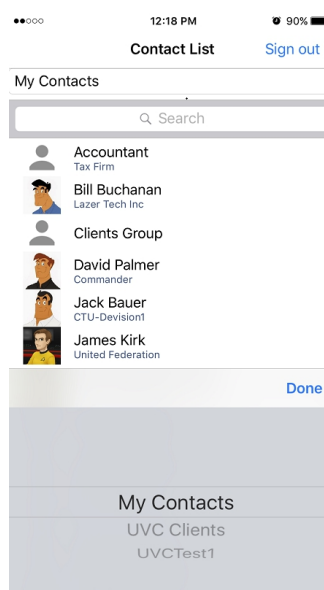 12:18 PM
90%
Contact List
Sign out
My Contacts
Search
Accountant
Tax Firm
Bill Buchanan
Lazer Tech Inc
Clients Group
David Palmer
Commander
Jack Bauer
CTU-Devision1
James Kirk
United Federation
Done
My Contacts
UVC Clients
UVCTest1